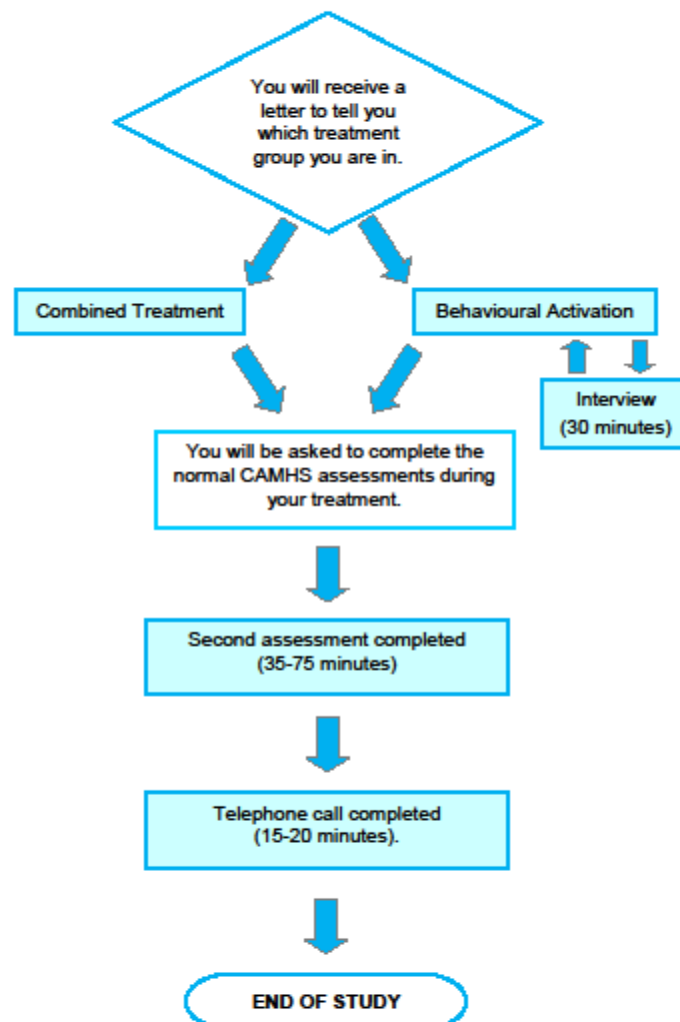 You will receive a
letter to tell you
which treatment
group you are in.
Combined Treatment
Behavioural Activation
Interview
(30 minutes)
You will be asked to complete the
normal CAMHS assessments during
your treatment.
Second assessment completed
(35-75 minutes)
Telephone call completed
(15-20 minutes).
END OF STUDY